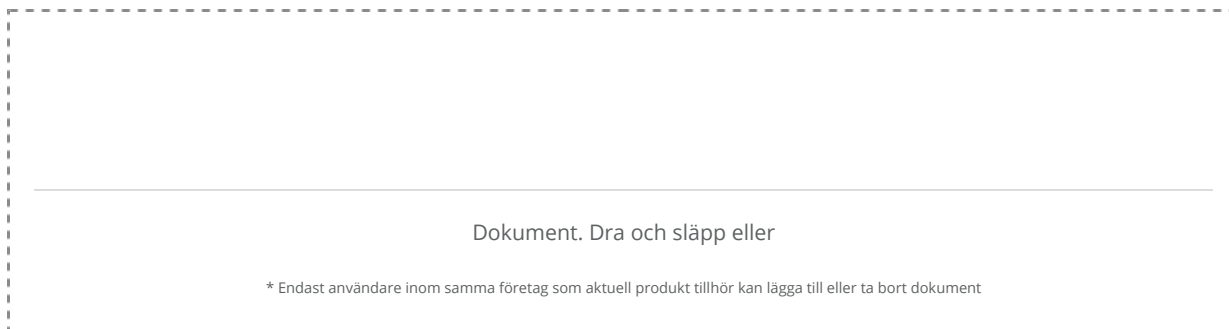 Dokument. Dra och släpp eller
* Endast användare inom samma företag som aktuell produkt tillhör kan lägga till eller ta bort dokument